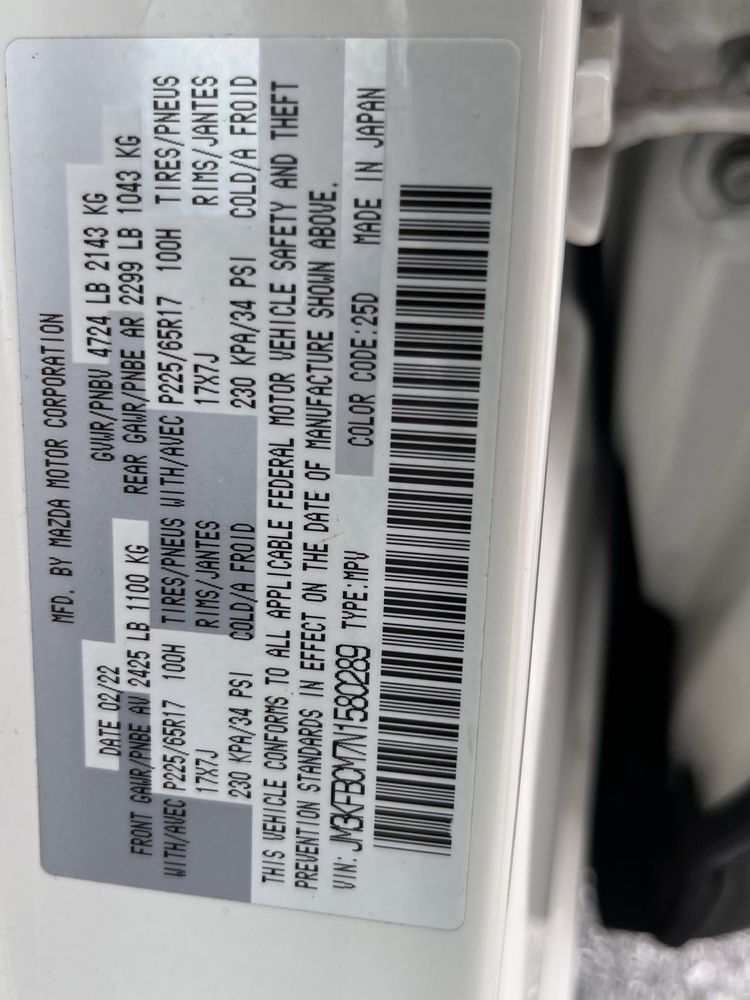 MFD. BY MAZDA MOTOR CORPORATION
DATE 02/22 GVWR/PNBV 4724 LB 2143 KG
FRONT GAWR/PNBE AV 2425 LB 1100 KG REAR GAWR/PNBE AR 2299 LB 1043 KG
WITH/AVEC P225/65R17 100H TIRES/PNEUS WITH/AVEC P225/65R17 100H TIRES/PNEUS
17X7J RIMS/JANTES 17X7J RIMS/JANTES
230 KPA/34 PSI COLD/A FROID 230 KPA/34 PSI COLD/A FROID
THIS VEHICLE CONFORMS TO ALL APPLICABLE FEDERAL MOTOR VEHICLE SAFETY AND THEFT
PREVENTION STANDARDS IN EFFECT ON THE DATE OF MANUFACTURE SHOWN ABOVE.
VIN: JM3KFBCM7N1580289 TYPE:MPV COLOR CODE:25D MADE IN JAPAN